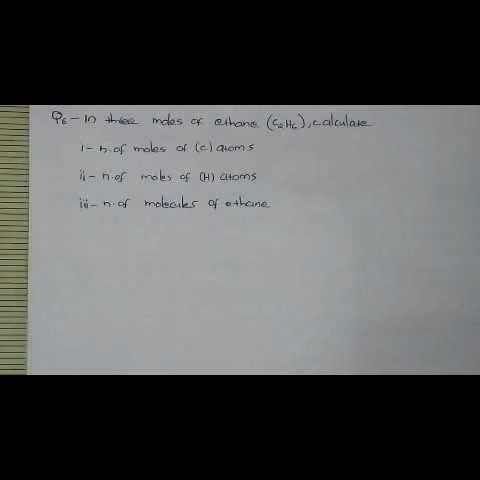 Q6- In three moles of ethane (C2H6), calculate
i- n.of moles of (C) atoms
ii- n.of moles of (H) atoms
iii- n.of molecules of ethane